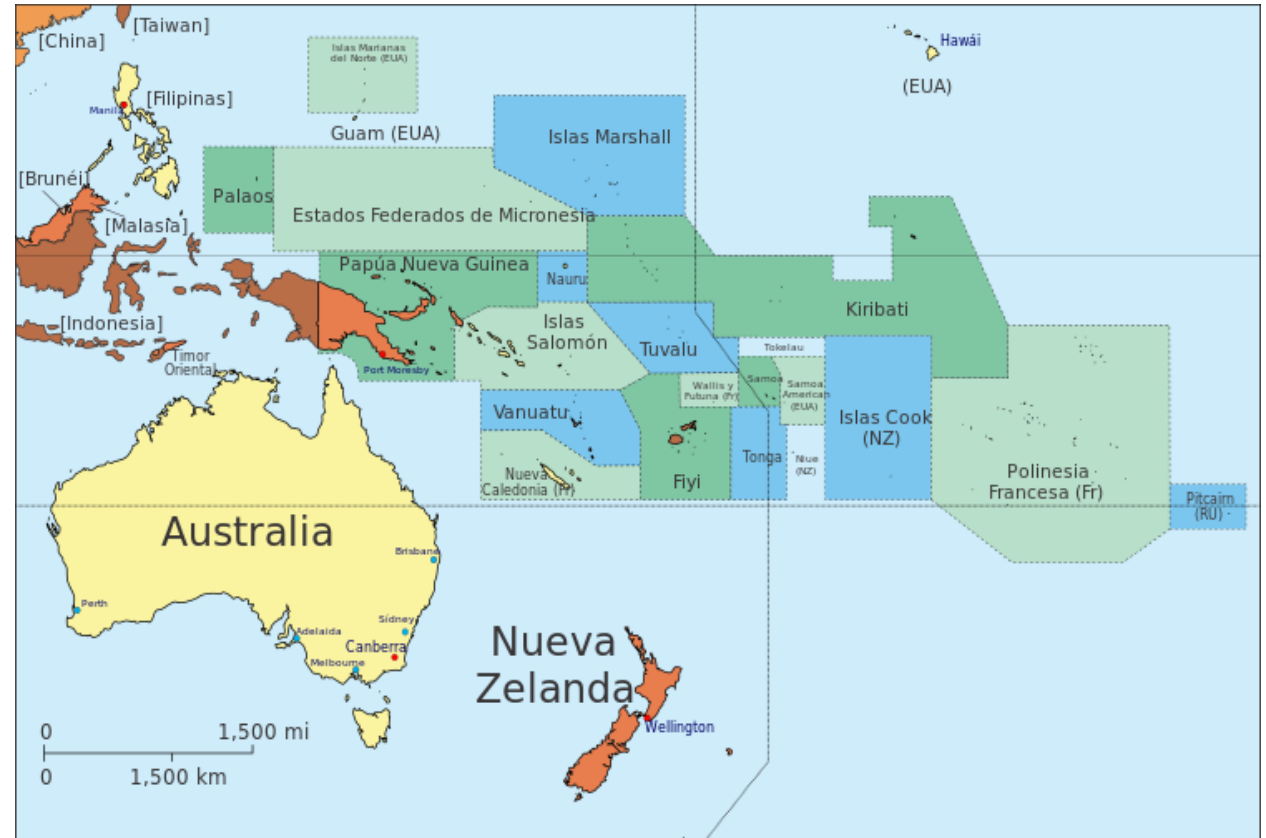 [Taiwan]
[China]
Hawái
Islas Marianas
del Norte (EUA)
(EUA)
[Filipinas]
Manila
Guam (EUA)
Islas Marshall
[Brunéi]
Palaos
Estados Federados de Micronesia
[Malasia]
Papúa Nueva Guinea
Nauru
Kiribati
[Indonesia]
Islas
Salomón
Tuvalu
Tokelau
Timor
Oriental
Port Moresby
Wallis y
Futuna (Fr)
Samoa
Samoa
American
(EUA)
Vanuatu
Islas Cook
(NZ)
Tonga
Niue
(NZ)
Nueva
Caledonia (Fr)
Fiyi
Polinesia
Francesa (Fr)
Pitcairn
(RU)
Australia
Brisbane
Perth
Sídney
Adelaida
Canberra
Melbourne
Nueva
Zelanda
Wellington
0 1,500 mi
0 1,500 km